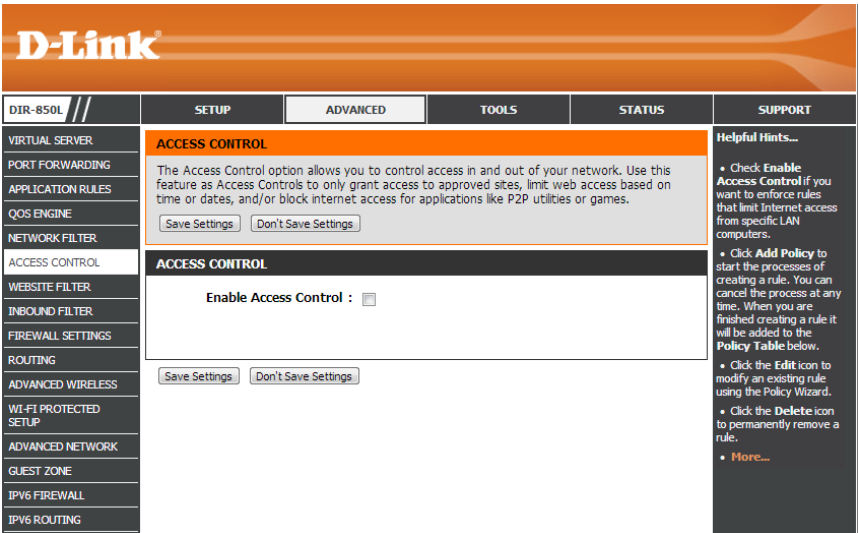 D-Link
DIR-850L
SETUP
ADVANCED
TOOLS
STATUS
SUPPORT
VIRTUAL SERVER
PORT FORWARDING
APPLICATION RULES
QOS ENGINE
NETWORK FILTER
ACCESS CONTROL
WEBSITE FILTER
INBOUND FILTER
FIREWALL SETTINGS
ROUTING
ADVANCED WIRELESS
WI-FI PROTECTED
SETUP
ADVANCED NETWORK
GUEST ZONE
IPV6 FIREWALL
IPV6 ROUTING
ACCESS CONTROL
The Access Control option allows you to control access in and out of your network. Use this
feature as Access Controls to only grant access to approved sites, limit web access based on
time or dates, and/or block internet access for applications like P2P utilities or games.
Save Settings Don't Save Settings
ACCESS CONTROL
Enable Access Control :
Save Settings Don't Save Settings
Helpful Hints...
• Check Enable
Access Control if you
want to enforce rules
that limit Internet access
from specific LAN
computers.
• Click Add Policy to
start the processes of
creating a rule. You can
cancel the process at any
time. When you are
finished creating a rule it
will be added to the
Policy Table below.
• Click the Edit icon to
modify an existing rule
using the Policy Wizard.
• Click the Delete icon
to permanently remove a
rule.
• More...